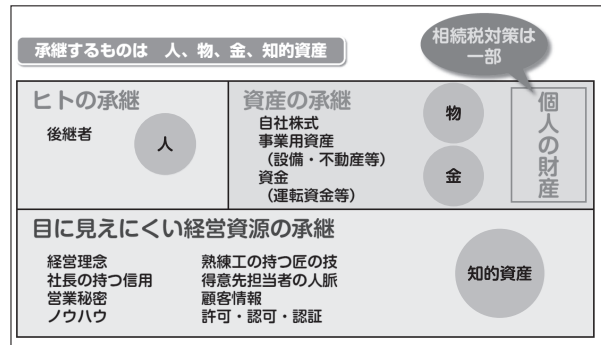 承継するものは　人、物、金、知的資産
相続税対策は
一部
ヒトの承継
後継者
人
資産の承継
自社株式
事業用資産
（設備・不動産等）
資金
（運転資金等）
物
金
個人の財産
目に見えにくい経営資源の承継
経営理念
社長の持つ信用
営業秘密
ノウハウ
熟練工の持つ匠の技
得意先担当者の人脈
顧客情報
許可・認可・認証
知的資産